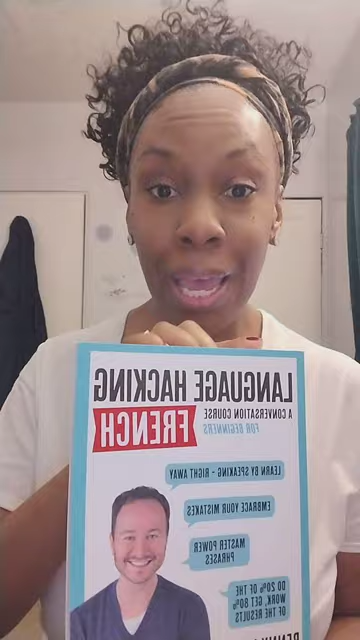 LANGUAGE HACKING
A CONVERSATION COURSE
FOR BEGINNERS
FRENCH
LEARN BY SPEAKING - RIGHT AWAY
EMBRACE YOUR MISTAKES
MASTER POWER
PHRASES
DO 20% OF THE
WORK, GET 80%
OF THE RESULTS